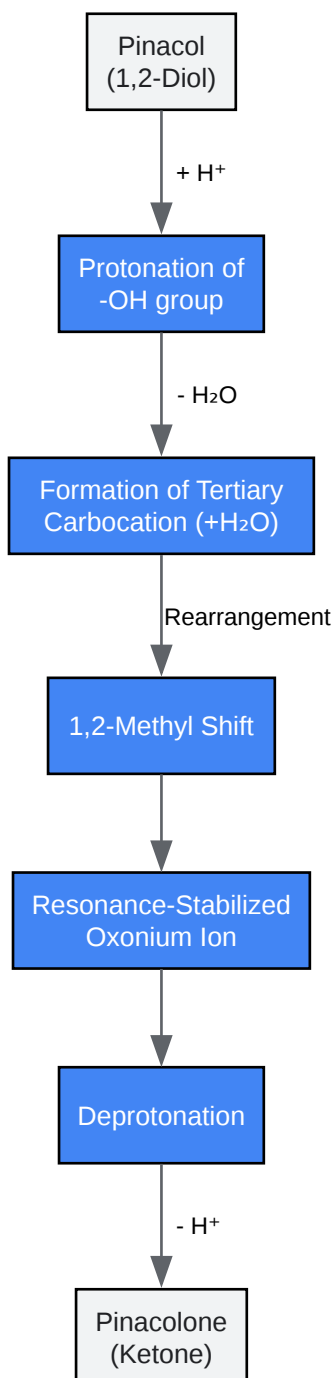 Pinacol
(1,2-Diol)
+ H⁺
Protonation of
-OH group
- H₂O
Formation of Tertiary
Carbocation (+H₂O)
Rearrangement
1,2-Methyl Shift
Resonance-Stabilized
Oxonium Ion
Deprotonation
- H⁺
Pinacolone
(Ketone)